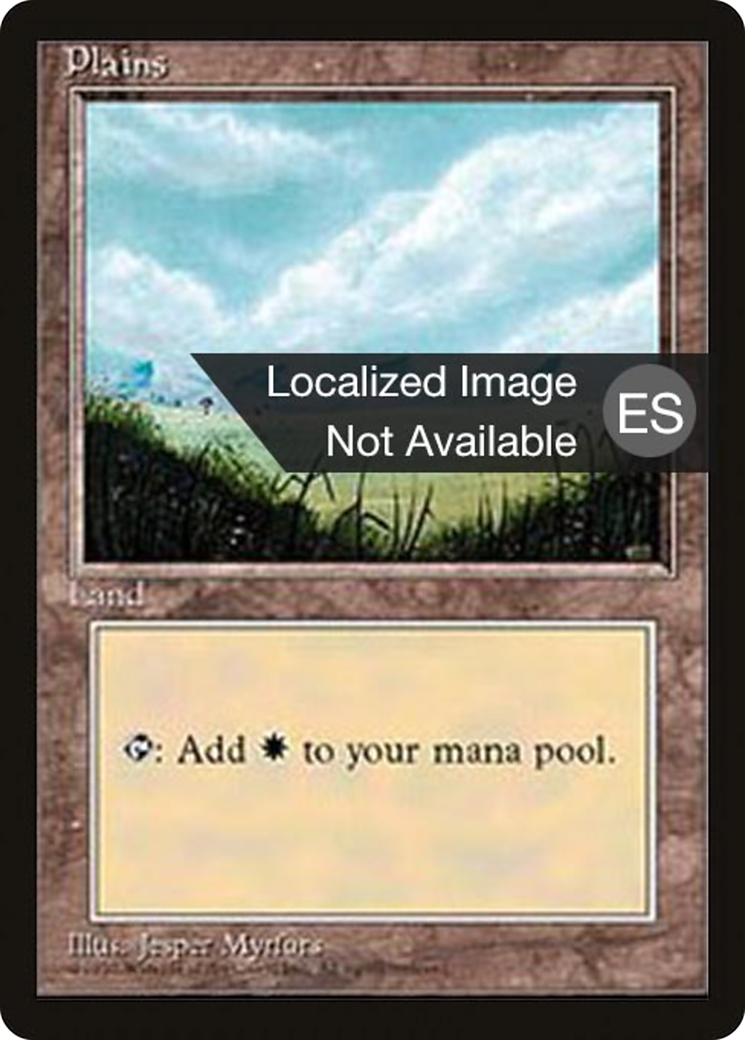 Plains
Localized Image
Not Available
ES
Land
: Add to your mana pool.
Illus. Jesper Myrfors